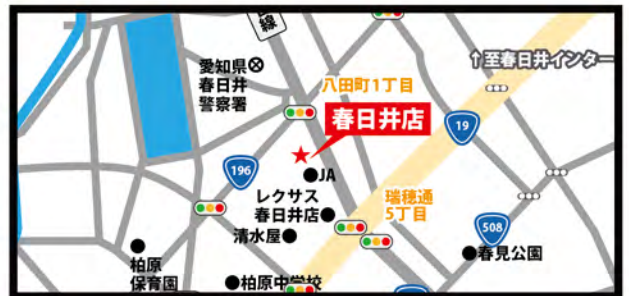 線
愛知県
春日井
警察署
↑至春日井インター
八田町1丁目
春日井店
19
196
JA
レクサス
春日井店
瑞穂通
5丁目
清水屋
508
春見公園
柏原
保育園
柏原中学校